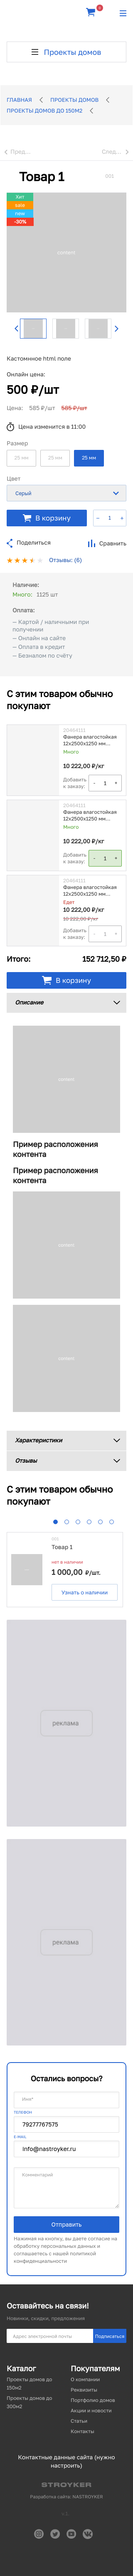 0
Проекты домов
ГЛАВНАЯ
ПРОЕКТЫ ДОМОВ
ПРОЕКТЫ ДОМОВ ДО 150М2
Пред...
След...
Товар 1
001
Хит
sale
new
-30%
content
Кастомное html поле
Онлайн цена:
500 ₽/шт
Цена: 585 ₽/шт 585 ₽/шт
Цена изменится в 11:00
Размер
25 мм
25 мм
25 мм
Цвет
Серый
В корзину
– 1 +
Поделиться
Сравнить
Отзывы: (6)
Наличие:
Много: 1125 шт
Оплата:
— Картой / наличными при
получении
— Онлайн на сайте
— Оплата в кредит
— Безналом по счёту
С этим товаром обычно
покупают
20464111
Фанера влагостойкая
12x2500x1250 мм...
Много
10 222,00 ₽/кг
Добавить
к заказу:
- 1 +
20464111
Фанера влагостойкая
12x2500x1250 мм...
Много
10 222,00 ₽/кг
Добавить
к заказу:
- 1 +
20464111
Фанера влагостойкая
12x2500x1250 мм...
Едет
10 222,00 ₽/кг
10 222,00 ₽/кг
Добавить
к заказу:
- 1 +
Итого:
152 712,50 ₽
В корзину
Описание
content
Пример расположения
контента
Пример расположения
контента
content
content
Характеристики
Отзывы
С этим товаром обычно
покупают
Товар 1
нет в наличии
1 000,00 ₽/шт.
Узнать о наличии
реклама
реклама
Остались вопросы?
Имя*
ТЕЛЕФОН
79277767575
E-MAIL
info@nastroyker.ru
Комментарий
Отправить
Нажимая на кнопку, вы даете согласие на
обработку персональных данных и
соглашаетесь с нашей политикой
конфиденциальности
Оставайтесь на связи!
Новинки, скидки, предложения
Адрес электронной почты
Подписаться
Каталог
Проекты домов до
150м2
Проекты домов до
300м2
Покупателям
О компании
Реквизиты
Портфолио домов
Акции и новости
Статьи
Контакты
Контактные данные сайта (нужно
настроить)
STROYKER
Разработка сайта: НАСТРОУКЕР